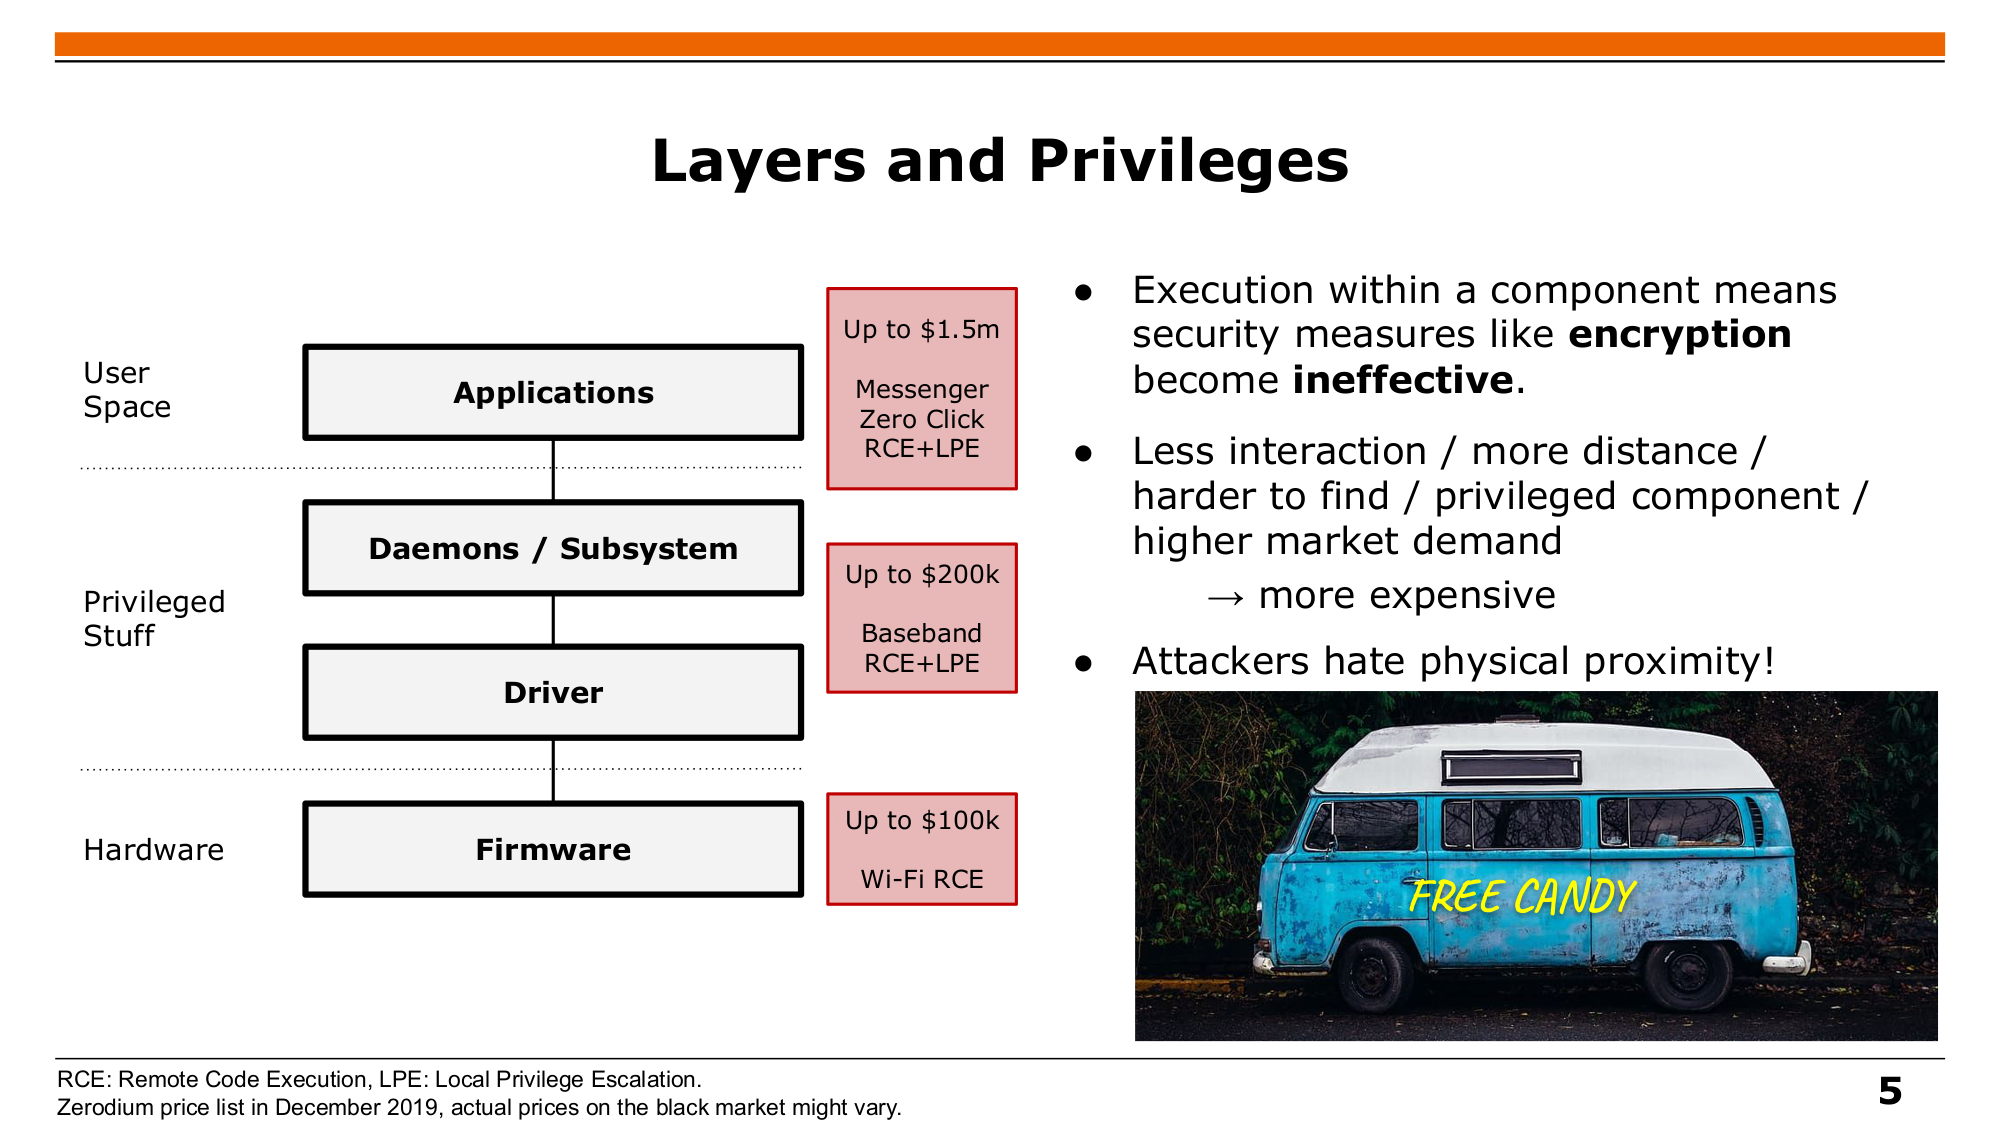 Layers and Privileges
User
Space
Applications
Up to $1.5m
Messenger
Zero Click
RCE+LPE
Privileged
Stuff
Daemons / Subsystem
Driver
Up to $200k
Baseband
RCE+LPE
Hardware
Firmware
Up to $100k
Wi-Fi RCE
● Execution within a component means
security measures like encryption
become ineffective.
● Less interaction / more distance /
harder to find / privileged component /
higher market demand
→ more expensive
● Attackers hate physical proximity!
FREE CANDY
RCE: Remote Code Execution, LPE: Local Privilege Escalation.
Zerodium price list in December 2019, actual prices on the black market might vary.
5